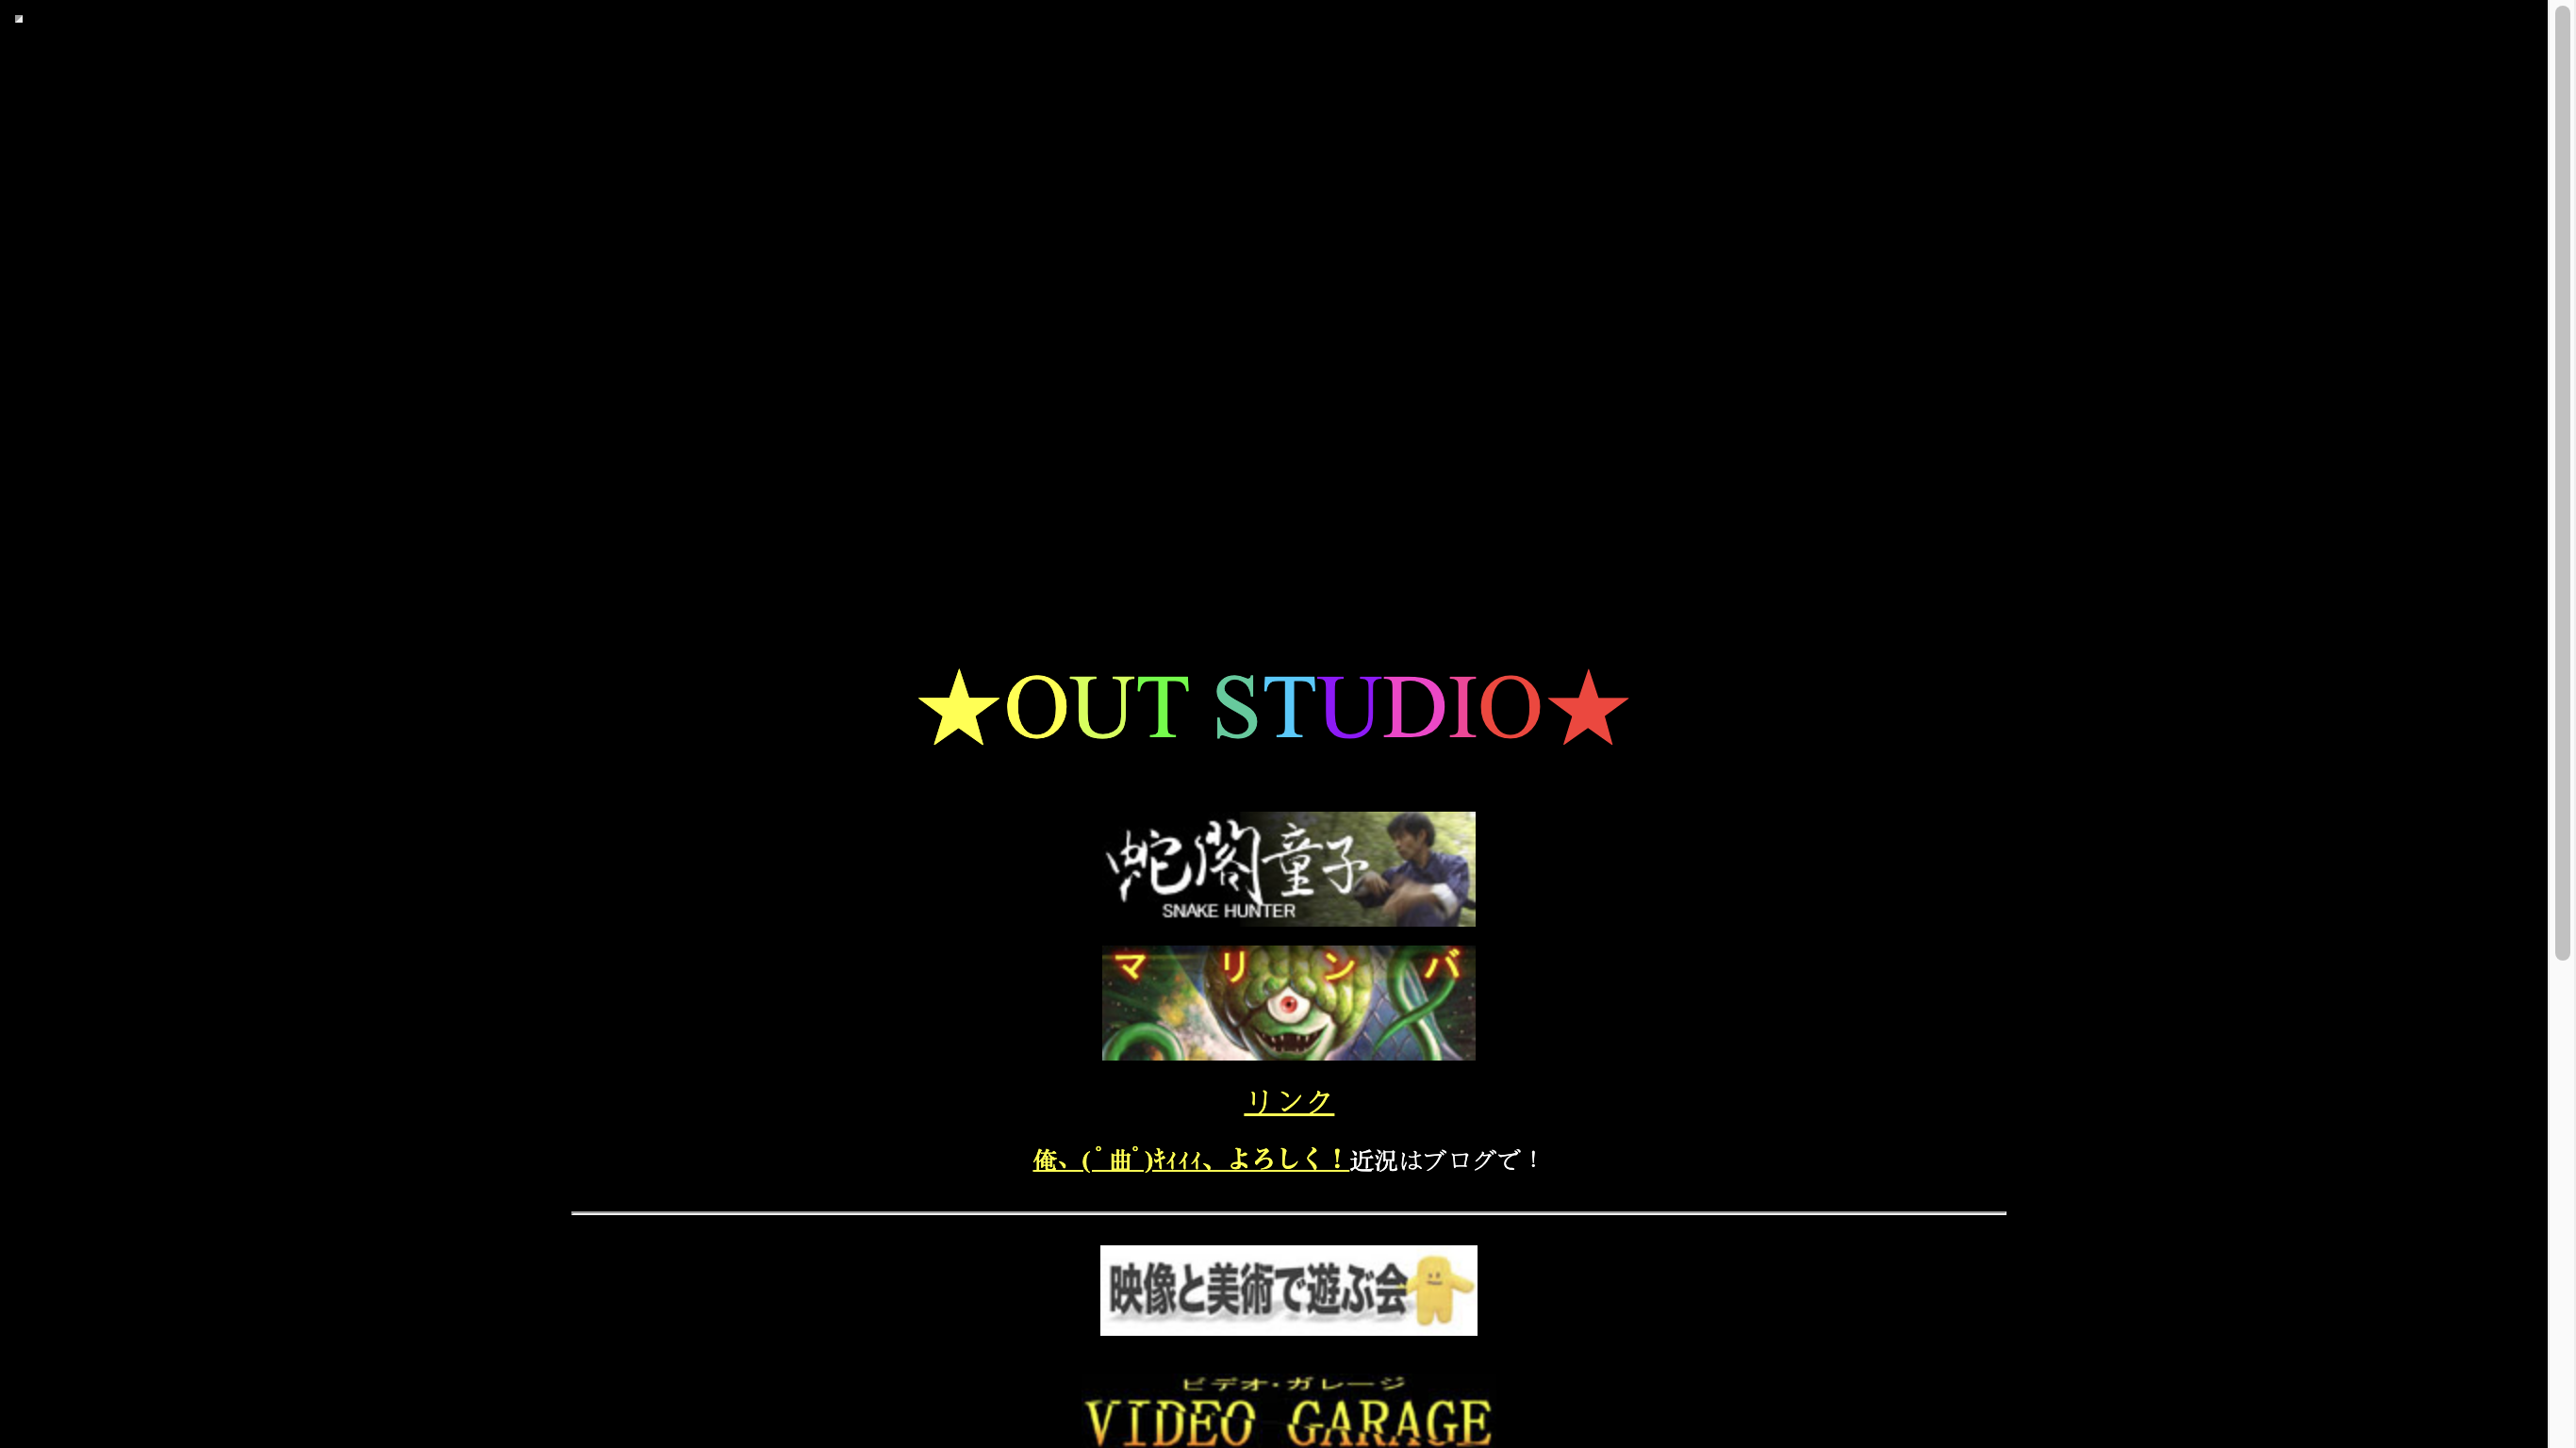 ★OUT STUDIO★
蛇閣童子
SNAKE HUNTER
マリンバ
リンク
俺、(ﾟ曲ﾟ)ｷｨｨｨ、よろしく！近況はブログで！
映像と美術で遊ぶ会
ビデオ・ガレージ
VIDEO GARAGE